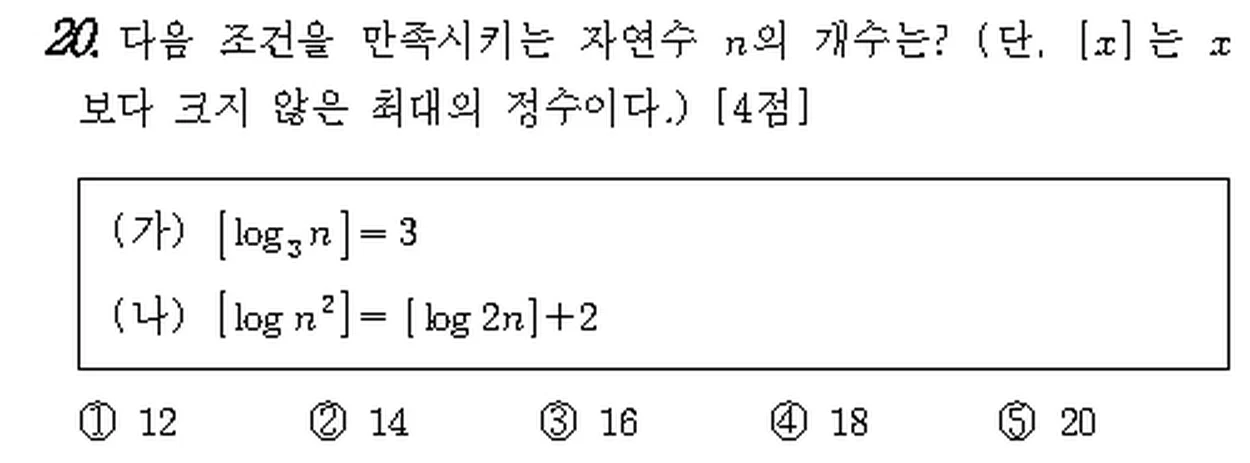 20. 다음 조건을 만족시키는 자연수 n의 개수는? (단, [x]는 x
보다 크지 않은 최대의 정수이다.) [4점]
(가) [log₃n]=3
(나) [log n²]= [log 2n]+2
① 12 ② 14 ③ 16 ④ 18 ⑤ 20